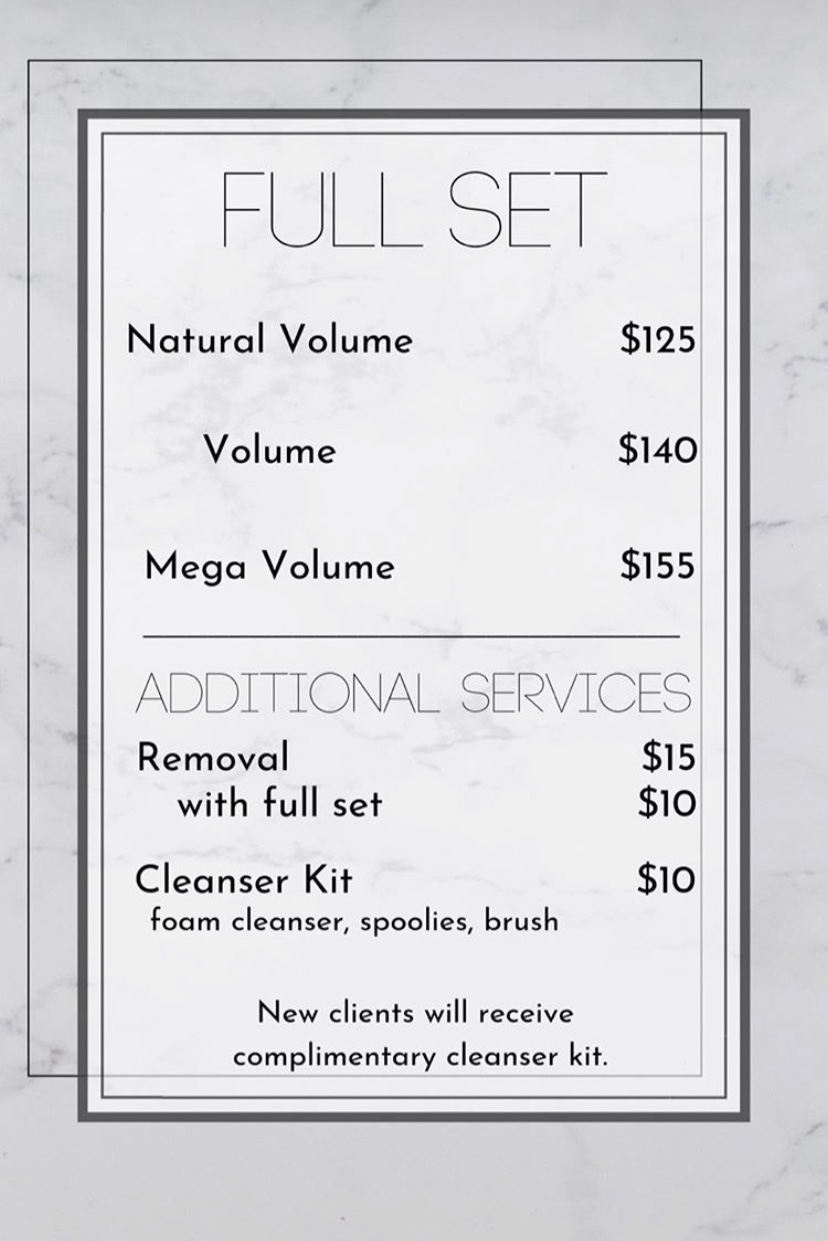 FULL SET
Natural Volume $125
Volume $140
Mega Volume $155
ADDITIONAL SERVICES
Removal $15
with full set $10
Cleanser Kit $10
foam cleanser, spoolies, brush
New clients will receive
complimentary cleanser kit.